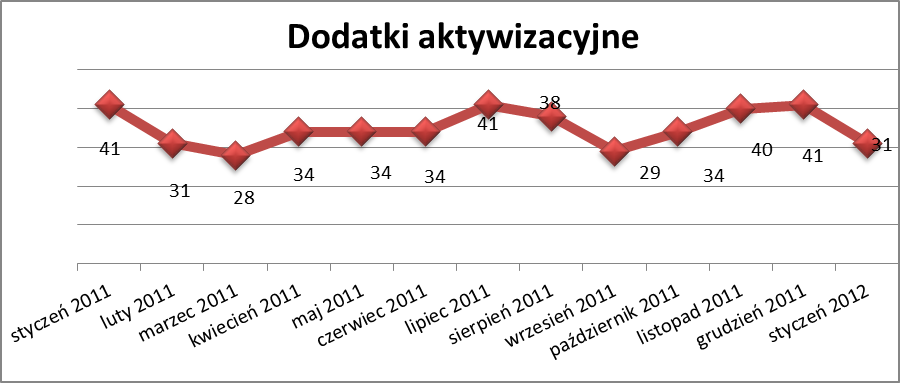 Dodatki aktywizacyjne
41
31
28
34
34
34
41
38
29
34
40
41
31
styczeń 2011
luty 2011
marzec 2011
kwiecień 2011
maj 2011
czerwiec 2011
lipiec 2011
sierpień 2011
wrzesień 2011
październik 2011
listopad 2011
grudzień 2011
styczeń 2012